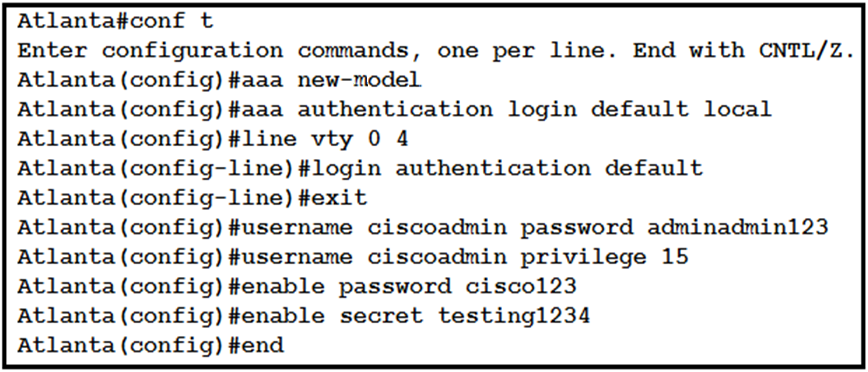 Atlanta#conf t
Enter configuration commands, one per line. End with CNTL/Z.
Atlanta(config)#aaa new-model
Atlanta(config)#aaa authentication login default local
Atlanta(config)#line vty 0 4
Atlanta(config-line)#login authentication default
Atlanta(config-line)#exit
Atlanta(config)#username ciscoadmin password adminadmin123
Atlanta(config)#username ciscoadmin privilege 15
Atlanta(config)#enable password cisco123
Atlanta(config)#enable secret testing1234
Atlanta(config)#end